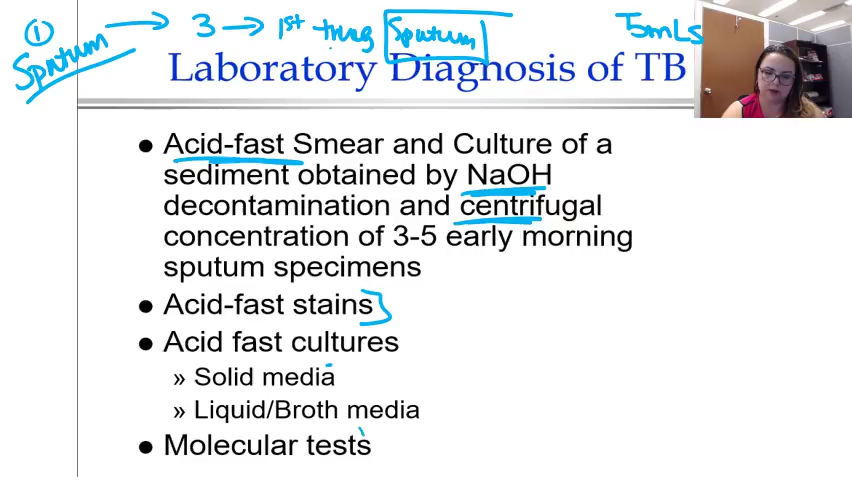 ① Sputum → 3 → 1st thing Sputum 5mLs
Laboratory Diagnosis of TB
● Acid-fast Smear and Culture of a
sediment obtained by NaOH
decontamination and centrifugal
concentration of 3-5 early morning
sputum specimens
● Acid-fast stains
● Acid fast cultures
» Solid media
» Liquid/Broth media
● Molecular tests